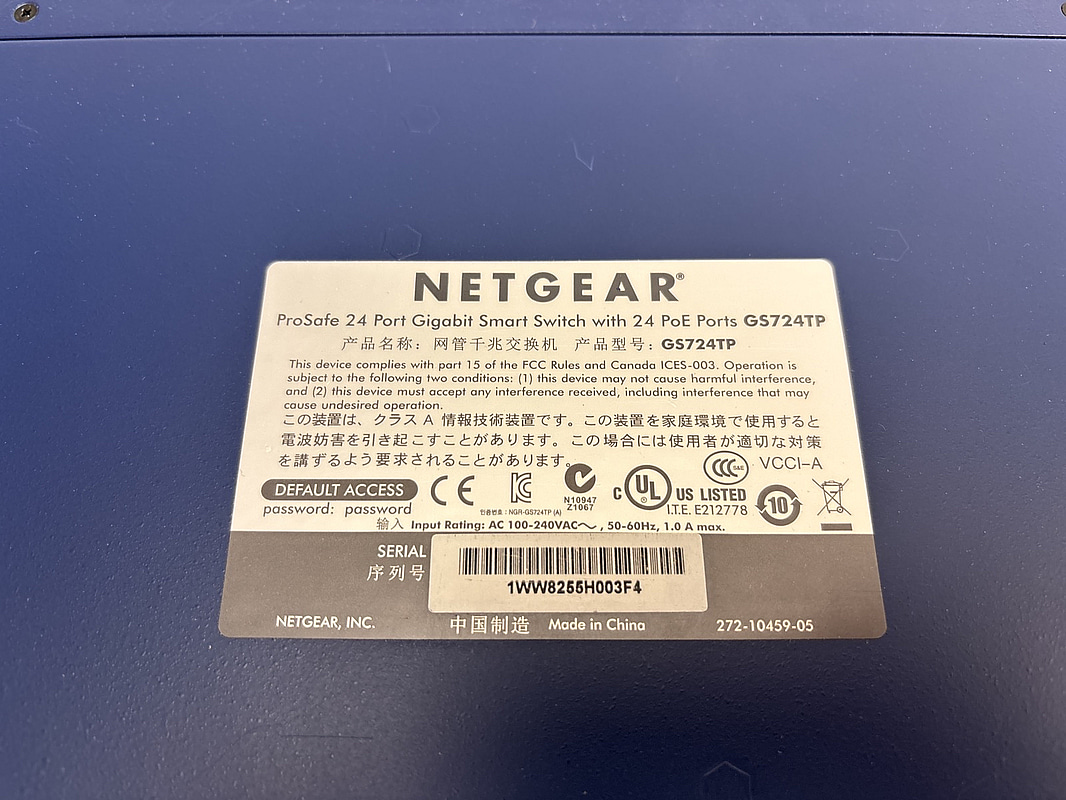 NETGEAR®
ProSafe 24 Port Gigabit Smart Switch with 24 PoE Ports GS724TP
产品名称: 网管千兆交换机 产品型号: GS724TP
This device complies with part 15 of the FCC Rules and Canada ICES-003. Operation is
subject to the following two conditions: (1) this device may not cause harmful interference,
and (2) this device must accept any interference received, including interference that may
cause undesired operation.
この装置は、クラス A 情報技術装置です。この装置を家庭環境で使用すると
電波妨害を引き起こすことがあります。この場合には使用者が適切な対策
を講ずるよう要求されることがあります。
DEFAULT ACCESS
password: password
CE
인증번호 : NGR-GS724TP (A)
N10947
Z1067
C UL US LISTED
I.T.E. E212778
CCC S&E
VCCI-A
10
输入 Input Rating: AC 100-240VAC～, 50-60Hz, 1.0 A max.
SERIAL
序列号
1WW8255H003F4
NETGEAR, INC. 中国制造 Made in China 272-10459-05